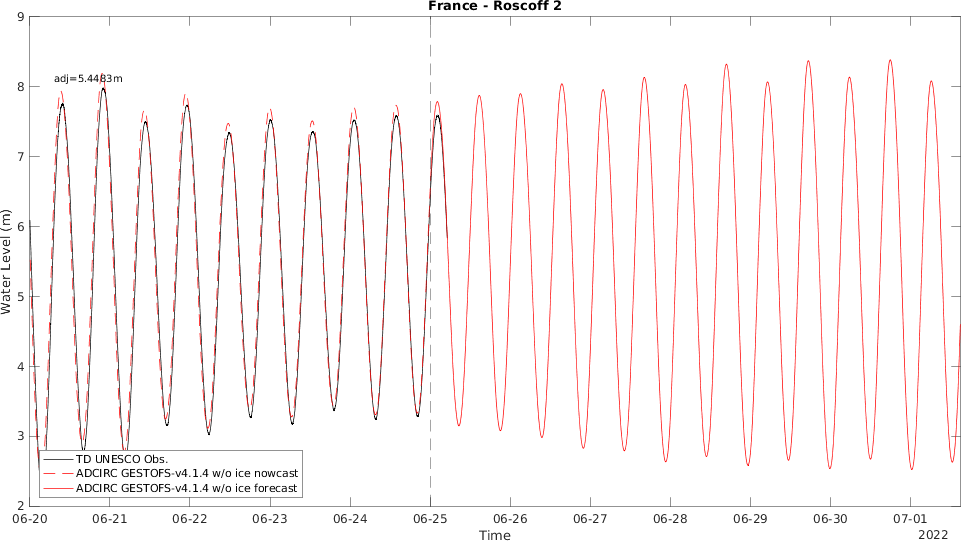 France - Roscoff 2
adj=5.4483m
Water Level (m)
9
8
7
6
5
4
3
2
TD UNESCO Obs.
ADCIRC GESTOFS-v4.1.4 w/o ice nowcast
ADCIRC GESTOFS-v4.1.4 w/o ice forecast
06-20 06-21 06-22 06-23 06-24 06-25 06-26 06-27 06-28 06-29 06-30 07-01
Time
2022